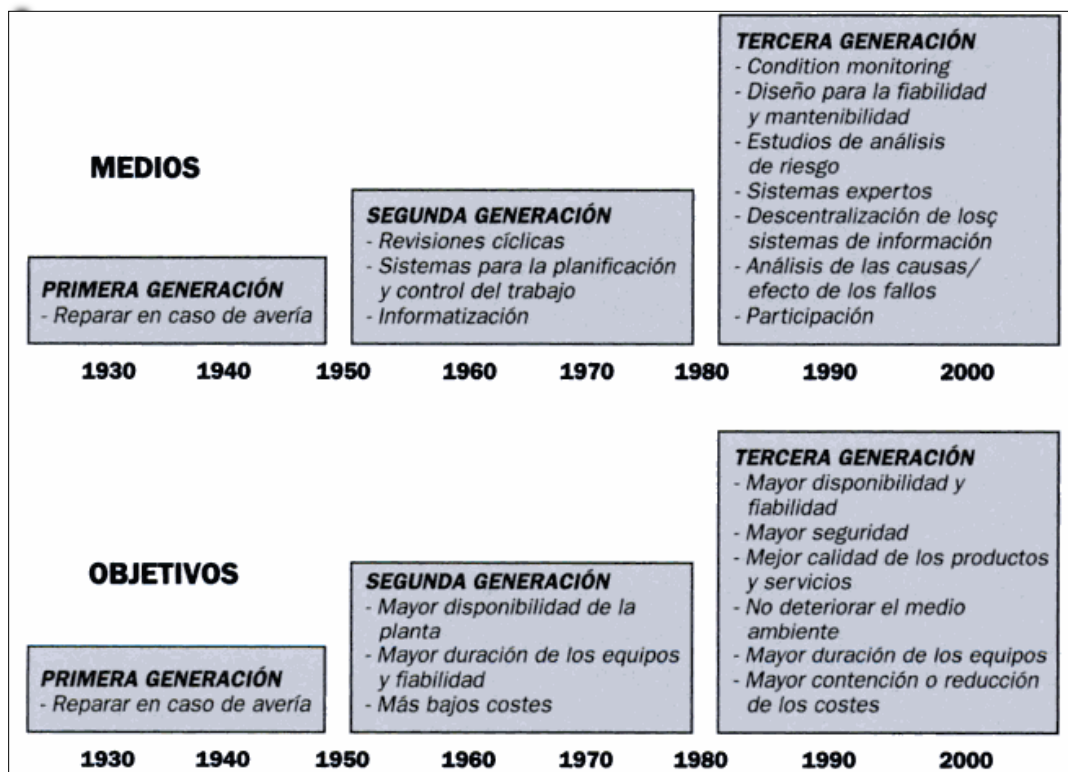 MEDIOS
PRIMERA GENERACIÓN
- Reparar en caso de avería
SEGUNDA GENERACIÓN
- Revisiones cíclicas
- Sistemas para la planificación
y control del trabajo
- Informatización
TERCERA GENERACIÓN
- Condition monitoring
- Diseño para la fiabilidad
y mantenibilidad
- Estudios de análisis
de riesgo
- Sistemas expertos
- Descentralización de losç
sistemas de información
- Análisis de las causas/
efecto de los fallos
- Participación
1930 1940 1950 1960 1970 1980 1990 2000
OBJETIVOS
PRIMERA GENERACIÓN
- Reparar en caso de avería
SEGUNDA GENERACIÓN
- Mayor disponibilidad de la
planta
- Mayor duración de los equipos
y fiabilidad
- Más bajos costes
TERCERA GENERACIÓN
- Mayor disponibilidad y
fiabilidad
- Mayor seguridad
- Mejor calidad de los productos
y servicios
- No deteriorar el medio
ambiente
- Mayor duración de los equipos
- Mayor contención o reducción
de los costes
1930 1940 1950 1960 1970 1980 1990 2000